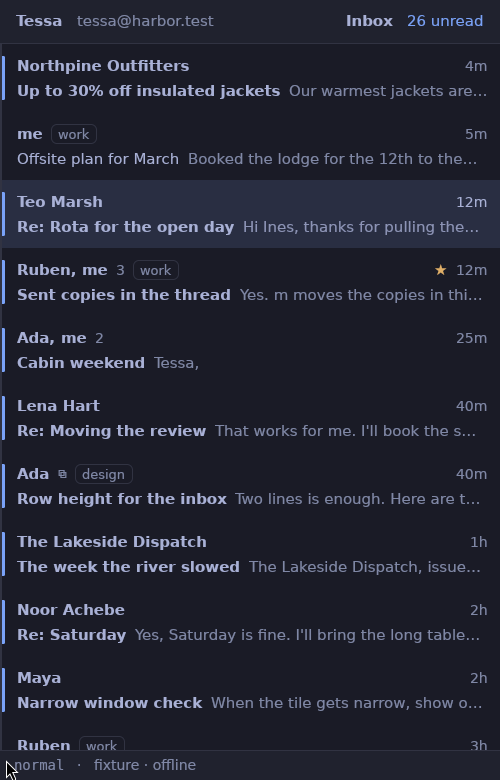 Tessa tessa@harbor.test Inbox 26 unread
Northpine Outfitters 4m
Up to 30% off insulated jackets Our warmest jackets are…
me work 5m
Offsite plan for March Booked the lodge for the 12th to the…
Teo Marsh 12m
Re: Rota for the open day Hi Ines, thanks for pulling the…
Ruben, me 3 work ★ 12m
Sent copies in the thread Yes. m moves the copies in thi…
Ada, me 2 25m
Cabin weekend Tessa,
Lena Hart 40m
Re: Moving the review That works for me. I'll book the s…
Ada design 40m
Row height for the inbox Two lines is enough. Here are t…
The Lakeside Dispatch 1h
The week the river slowed The Lakeside Dispatch, issue…
Noor Achebe 2h
Re: Saturday Yes, Saturday is fine. I'll bring the long table…
Maya 2h
Narrow window check When the tile gets narrow, show o…
Ruben work 3h
normal · fixture · offline